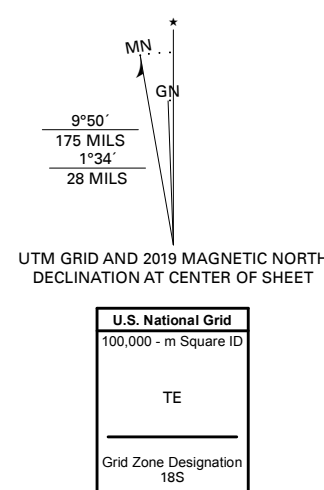 ★
MN
GN
9°50´
175 MILS
1°34´
28 MILS
UTM GRID AND 2019 MAGNETIC NORTH
DECLINATION AT CENTER OF SHEET
U.S. National Grid
100,000 - m Square ID
TE
Grid Zone Designation
18S